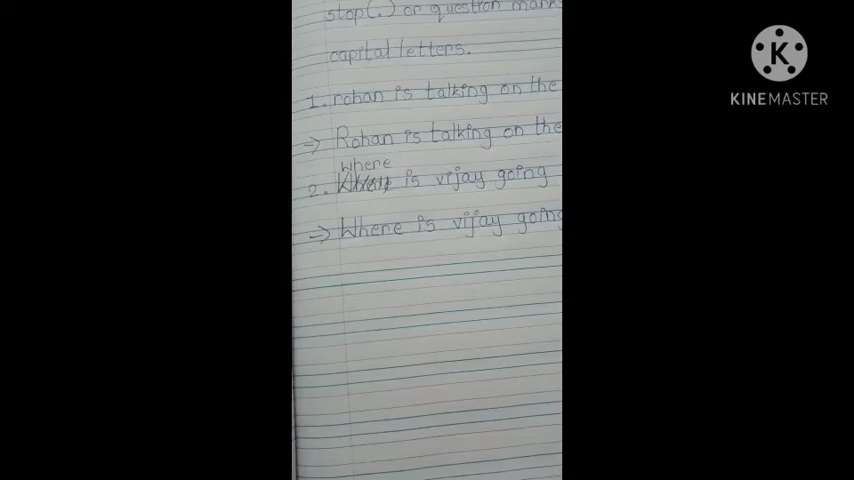 stop(.) or question mark
capital letters.
1. rohan is talking on the
⇒ Rohan is talking on the
where
2. is vijay going
⇒ Where is vijay going
KINEMASTER